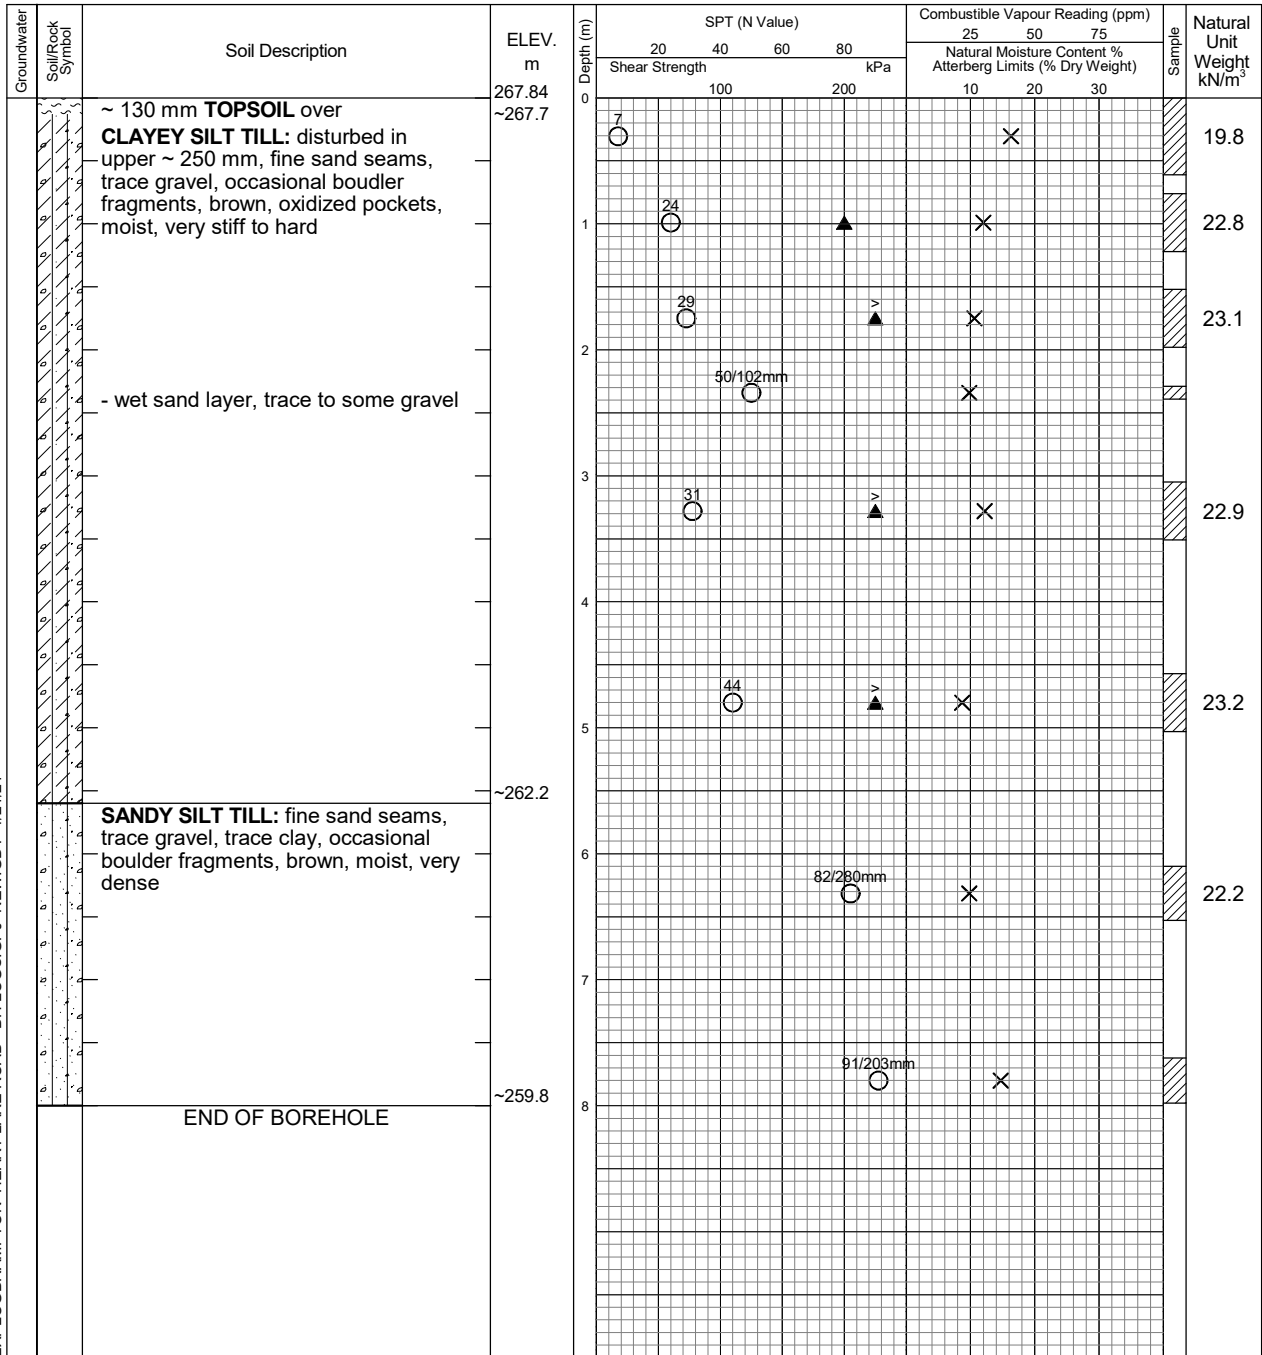 Groundwater
Soil/Rock
Symbol
Soil Description
ELEV.
m
267.84
Depth (m)
SPT (N Value)
20 40 60 80
Shear Strength kPa
100 200
Combustible Vapour Reading (ppm)
25 50 75
Natural Moisture Content %
Atterberg Limits (% Dry Weight)
10 20 30
Sample
Natural
Unit
Weight
kN/m³
0
~ 130 mm TOPSOIL over
~267.7
CLAYEY SILT TILL: disturbed in
upper ~ 250 mm, fine sand seams,
trace gravel, occasional boudler
fragments, brown, oxidized pockets,
moist, very stiff to hard
7
19.8
24
1
22.8
29
>
23.1
2
50/102mm
- wet sand layer, trace to some gravel
3
31
>
22.9
4
44
>
23.2
5
~262.2
SANDY SILT TILL: fine sand seams,
trace gravel, trace clay, occasional
boulder fragments, brown, moist, very
dense
6
82/280mm
22.2
7
91/203mm
~259.8
8
END OF BOREHOLE